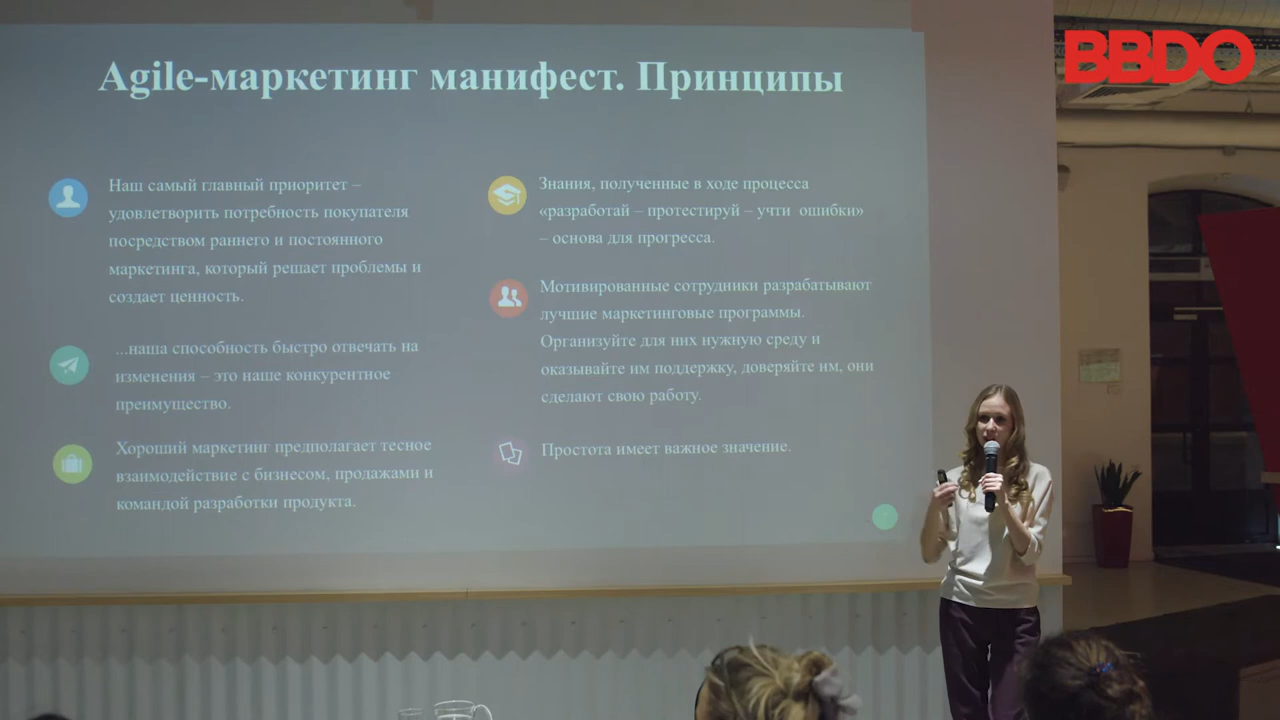 BBDO
Agile-маркетинг манифест. Принципы
Наш самый главный приоритет –
удовлетворить потребность покупателя
посредством раннего и постоянного
маркетинга, который решает проблемы и
создает ценность.
...наша способность быстро отвечать на
изменения – это наше конкурентное
преимущество.
Хороший маркетинг предполагает тесное
взаимодействие с бизнесом, продажами и
командой разработки продукта.
Знания, полученные в ходе процесса
«разработай – протестируй – учти ошибки»
– основа для прогресса.
Мотивированные сотрудники разрабатывают
лучшие маркетинговые программы.
Организуйте для них нужную среду и
оказывайте им поддержку, доверяйте им, они
сделают свою работу.
Простота имеет важное значение.